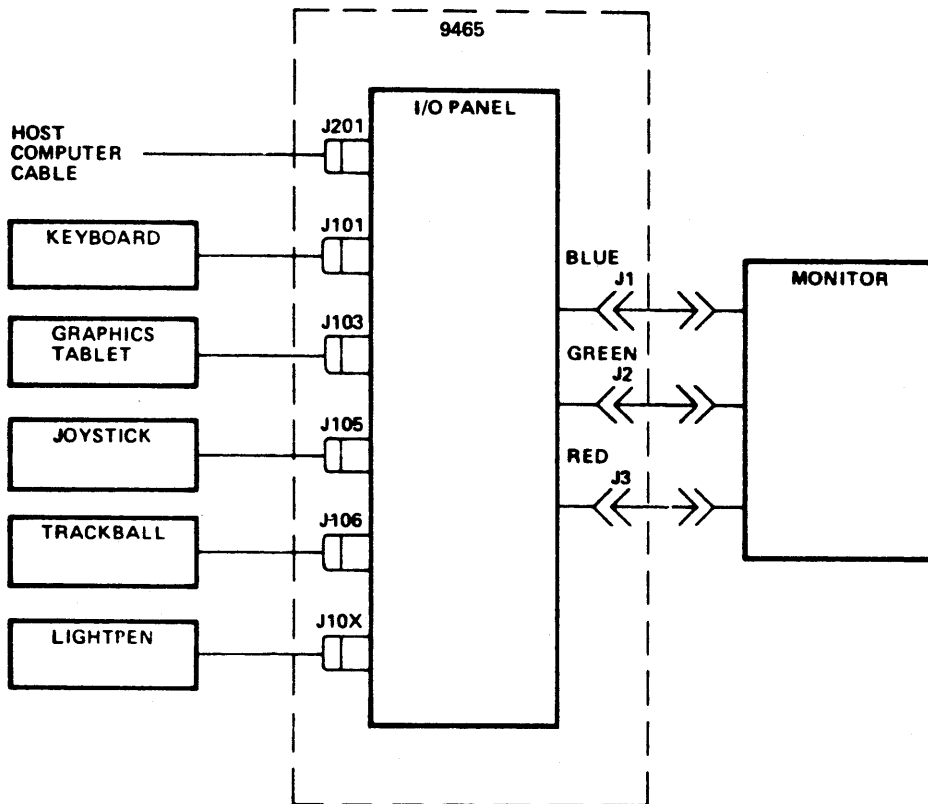 9465
I/O PANEL
HOST
COMPUTER
CABLE
J201
KEYBOARD
J101
GRAPHICS
TABLET
J103
JOYSTICK
J105
TRACKBALL
J106
LIGHTPEN
J10X
BLUE
J1
GREEN
J2
RED
J3
MONITOR